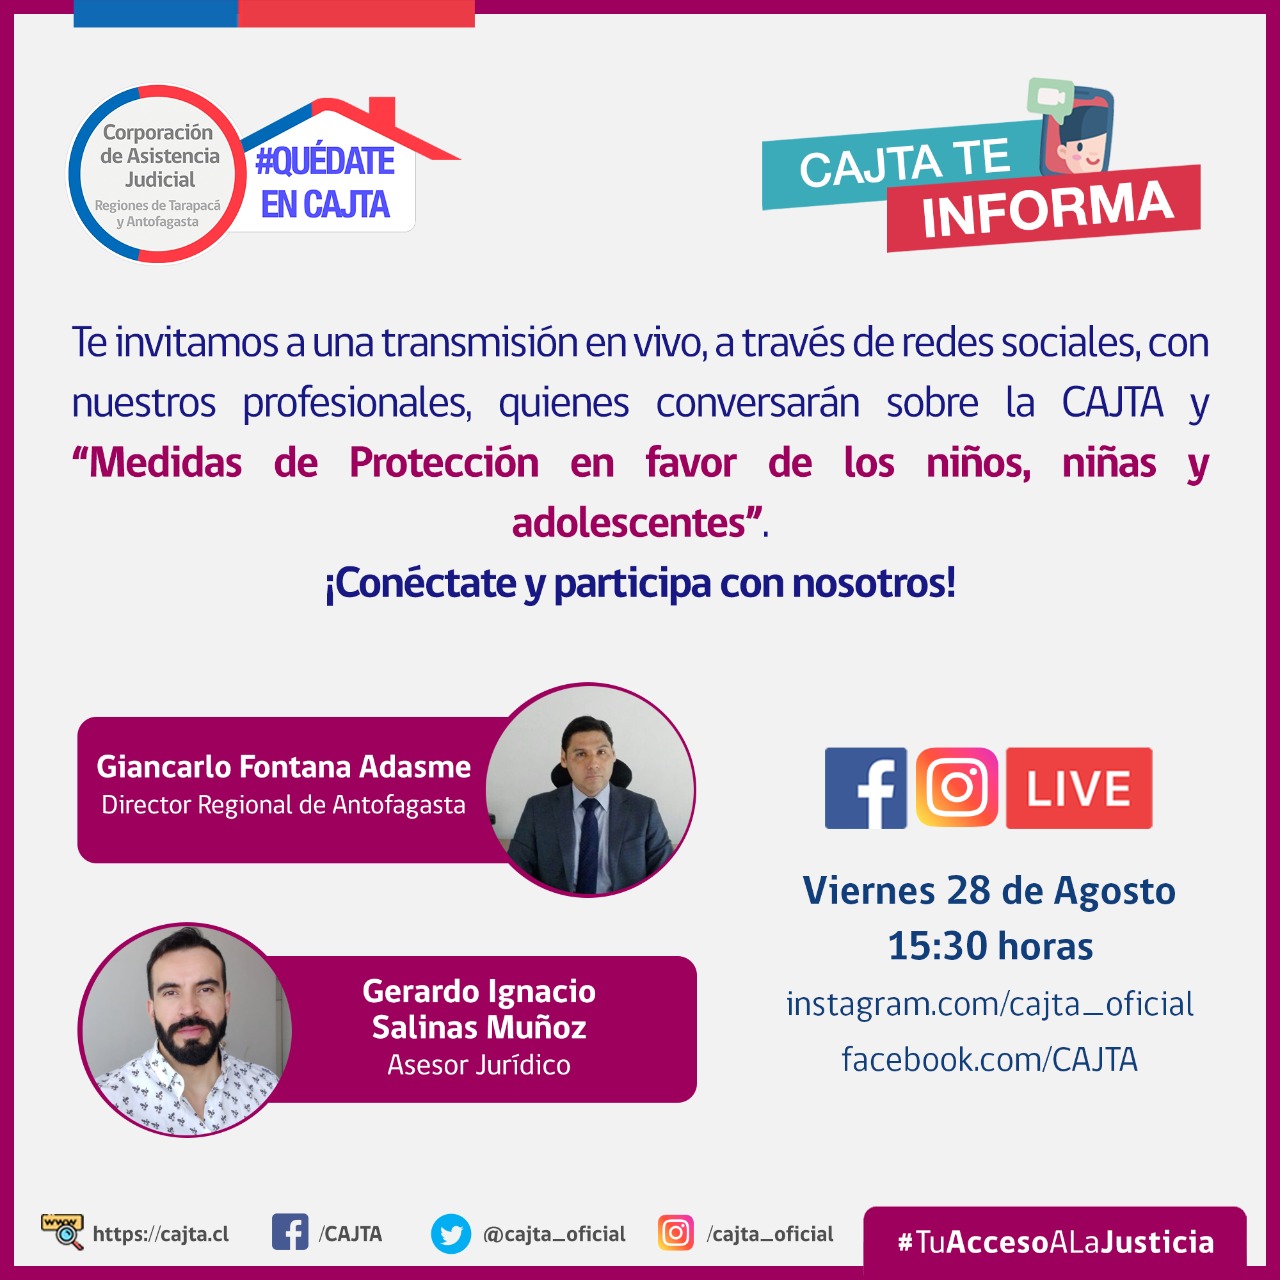 Corporación
de Asistencia
Judicial
Regiones de Tarapacá
y Antofagasta
#QUÉDATE
EN CAJTA
CAJTA TE
INFORMA
Te invitamos a una transmisión en vivo, a través de redes sociales, con
nuestros profesionales, quienes conversarán sobre la CAJTA y
“Medidas de Protección en favor de los niños, niñas y
adolescentes”.
¡Conéctate y participa con nosotros!
Giancarlo Fontana Adasme
Director Regional de Antofagasta
Gerardo Ignacio
Salinas Muñoz
Asesor Jurídico
LIVE
Viernes 28 de Agosto
15:30 horas
instagram.com/cajta_oficial
facebook.com/CAJTA
www
https://cajta.cl
/CAJTA
@cajta_oficial
/cajta_oficial
#TuAccesoALaJusticia